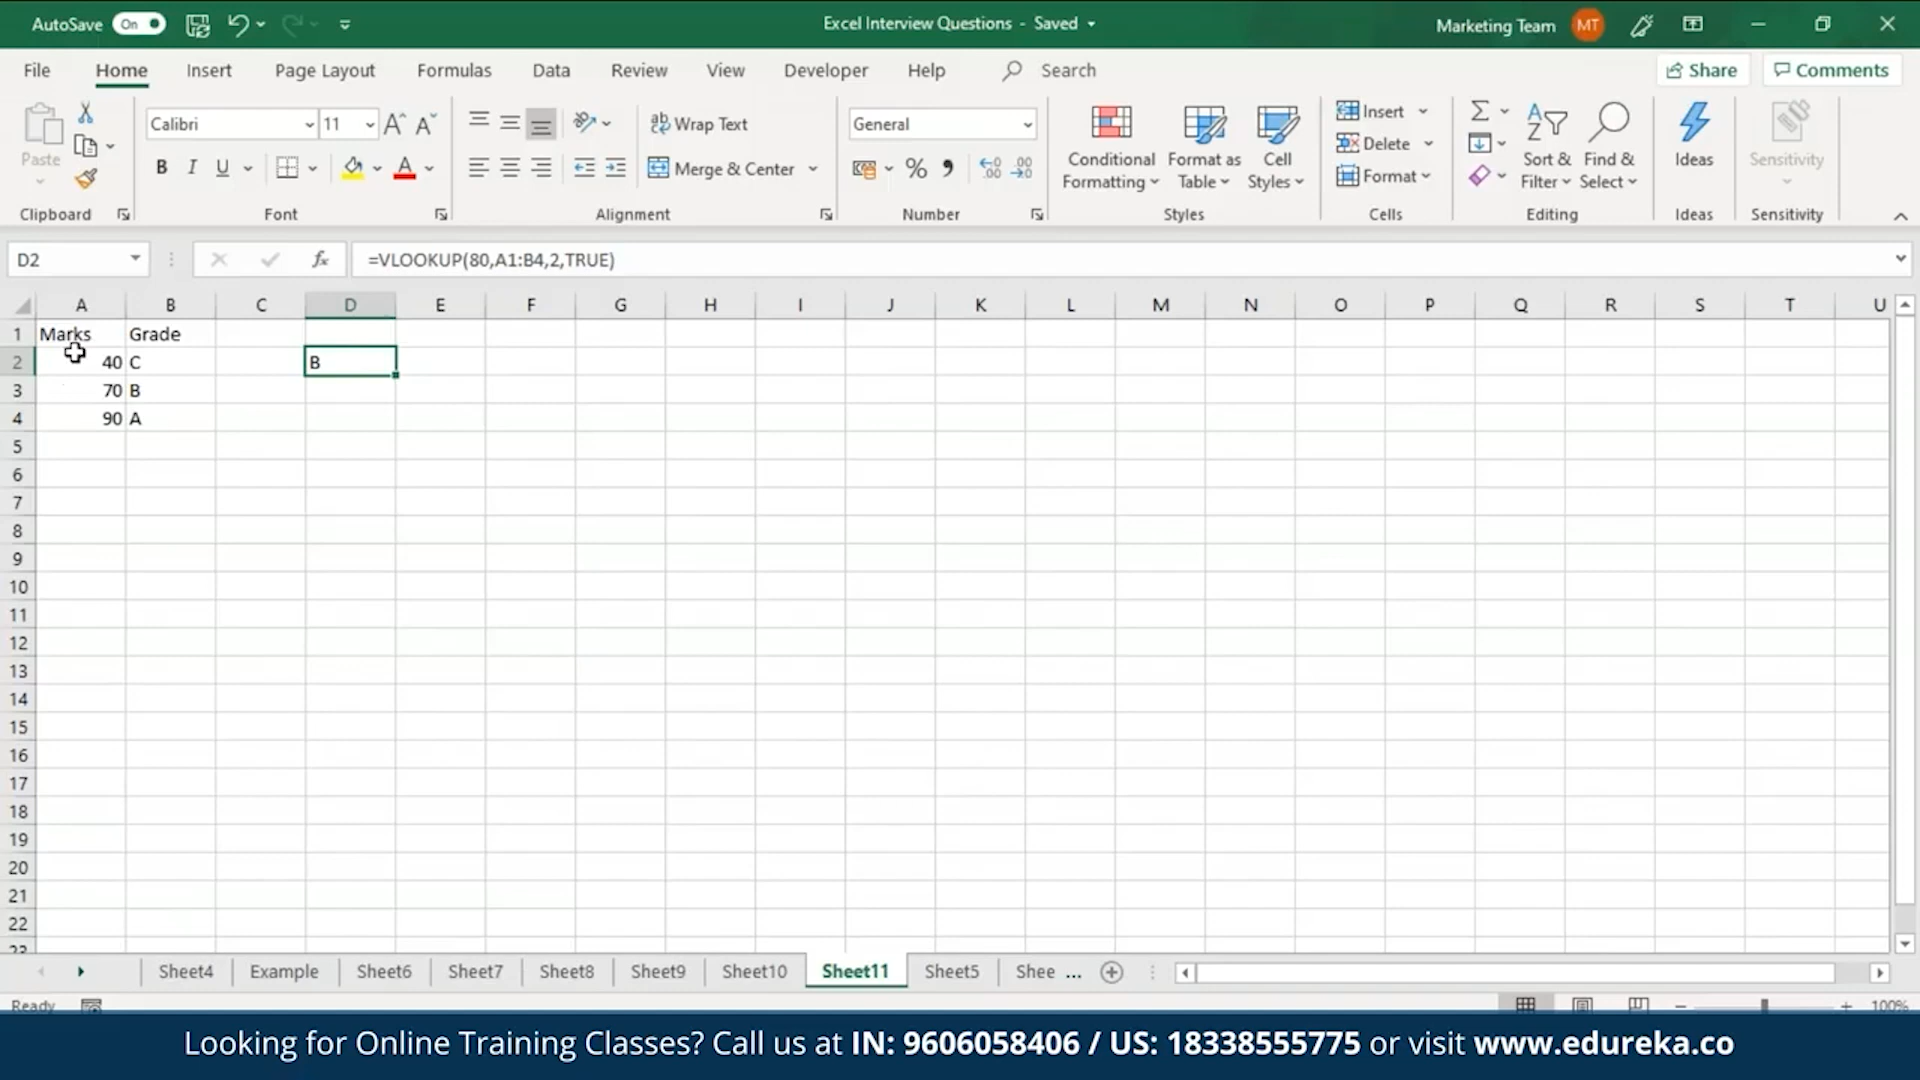 AutoSave On Excel Interview Questions - Saved Marketing Team MT
File Home Insert Page Layout Formulas Data Review View Developer Help Search Share Comments
Paste
Calibri 11
B I U
Wrap Text
Merge & Center
General
% 9
Conditional Formatting
Format as Table
Cell Styles
Insert
Delete
Format
Sort & Filter
Find & Select
Ideas
Sensitivity
Clipboard Font Alignment Number Styles Cells Editing Ideas Sensitivity
D2 fx =VLOOKUP(80,A1:B4,2,TRUE)
A B C D E F G H I J K L M N O P Q R S T U
1 Marks Grade
2 40 C B
3 70 B
4 90 A
5
6
7
8
9
10
11
12
13
14
15
16
17
18
19
20
21
22
23
Sheet4 Example Sheet6 Sheet7 Sheet8 Sheet9 Sheet10 Sheet11 Sheet5 Shee ...
Ready 100%
Looking for Online Training Classes? Call us at IN: 9606058406 / US: 18338555775 or visit www.edureka.co